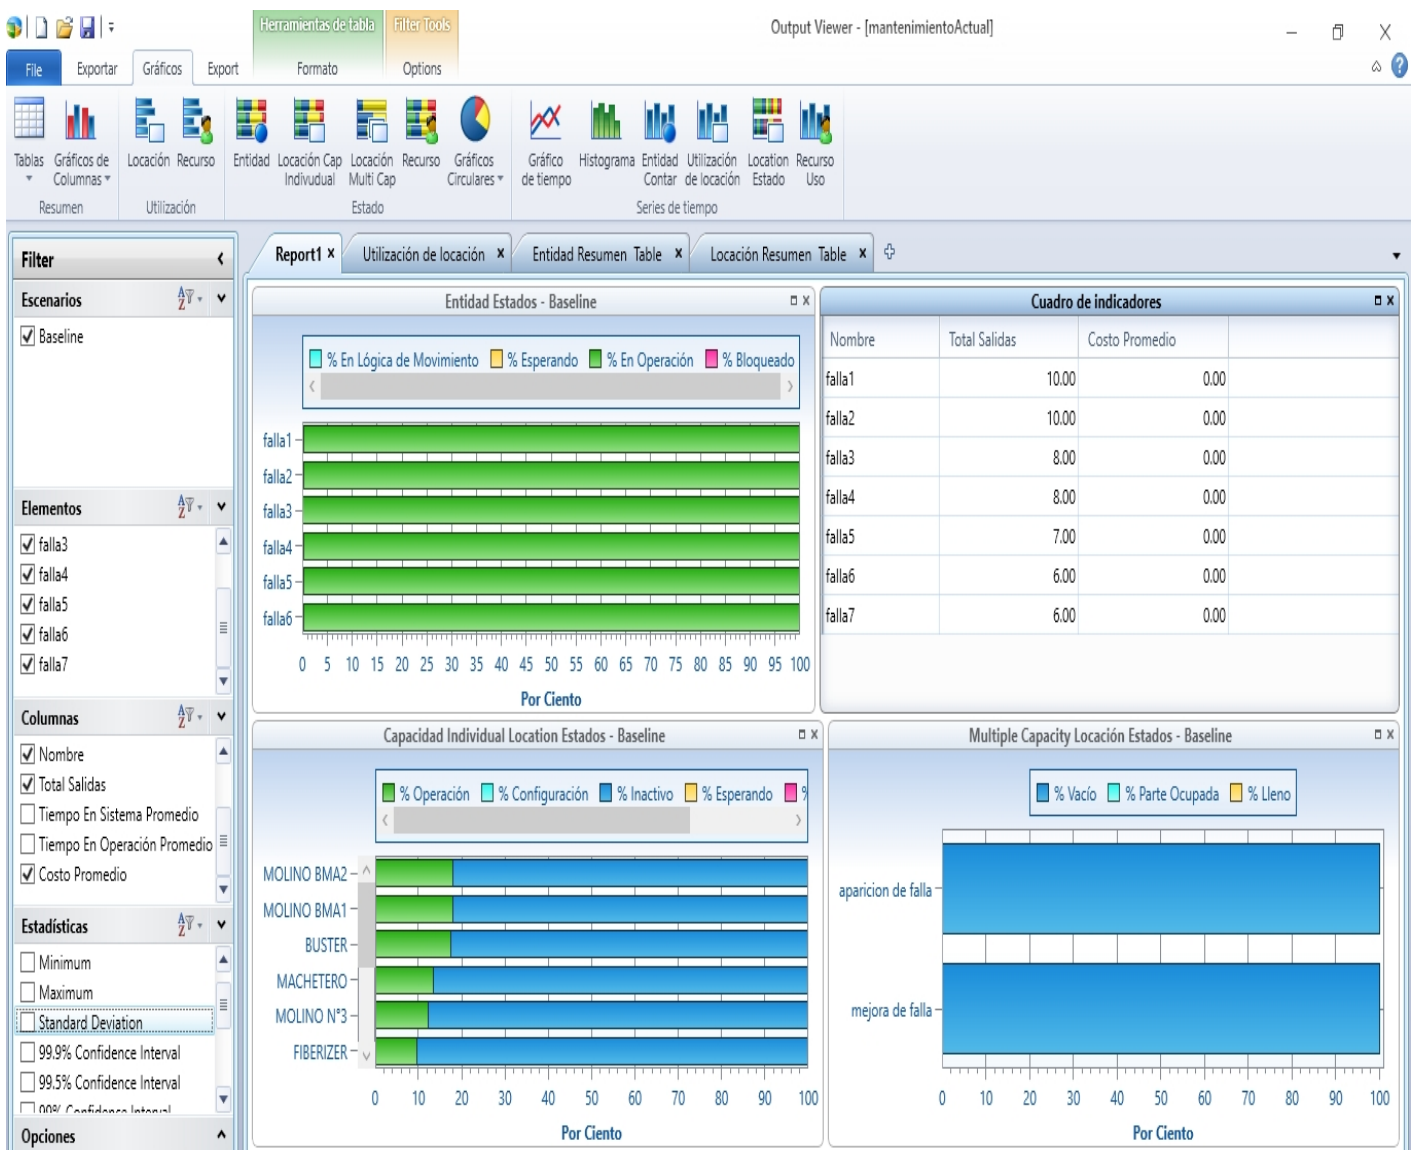 Herramientas de tabla Filter Tools Output Viewer - [mantenimientoActual]
File Exportar Gráficos Export Formato Options
Tablas Gráficos de Columnas Locación Recurso Entidad Locación Cap Indivudual Locación Multi Cap Recurso Gráficos Circulares Gráfico de tiempo Histograma Entidad Contar Utilización de locación Location Estado Recurso Uso
Resumen Utilización Estado Series de tiempo
Filter
Escenarios
Baseline
Elementos
falla3
falla4
falla5
falla6
falla7
Columnas
Nombre
Total Salidas
Tiempo En Sistema Promedio
Tiempo En Operación Promedio
Costo Promedio
Estadísticas
Minimum
Maximum
Standard Deviation
99.9% Confidence Interval
99.5% Confidence Interval
99% Confidence Interval
Opciones
Report1 x Utilización de locación x Entidad Resumen Table x Locación Resumen Table x
Entidad Estados - Baseline
% En Lógica de Movimiento % Esperando % En Operación % Bloqueado
falla1
falla2
falla3
falla4
falla5
falla6
0 5 10 15 20 25 30 35 40 45 50 55 60 65 70 75 80 85 90 95 100
Por Ciento
Cuadro de indicadores
Nombre Total Salidas Costo Promedio
falla1 10.00 0.00
falla2 10.00 0.00
falla3 8.00 0.00
falla4 8.00 0.00
falla5 7.00 0.00
falla6 6.00 0.00
falla7 6.00 0.00
Capacidad Individual Location Estados - Baseline
% Operación % Configuración % Inactivo % Esperando %
MOLINO BMA2
MOLINO BMA1
BUSTER
MACHETERO
MOLINO N°3
FIBERIZER
0 10 20 30 40 50 60 70 80 90 100
Por Ciento
Multiple Capacity Locación Estados - Baseline
% Vacío % Parte Ocupada % Lleno
aparicion de falla
mejora de falla
0 10 20 30 40 50 60 70 80 90 100
Por Ciento